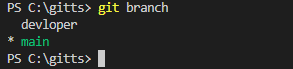 PS C:\gitts> git branch
  devloper
* main
PS C:\gitts>